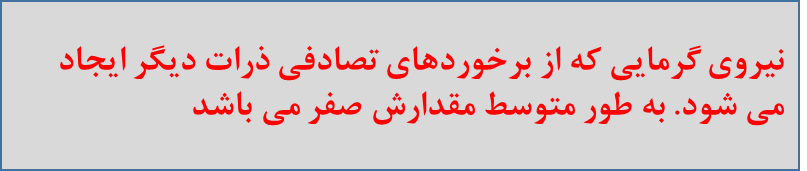 نیروی گرمایی که از برخوردهای تصادفی ذرات دیگر ایجاد
می شود. به طور متوسط مقدارش صفر می باشد